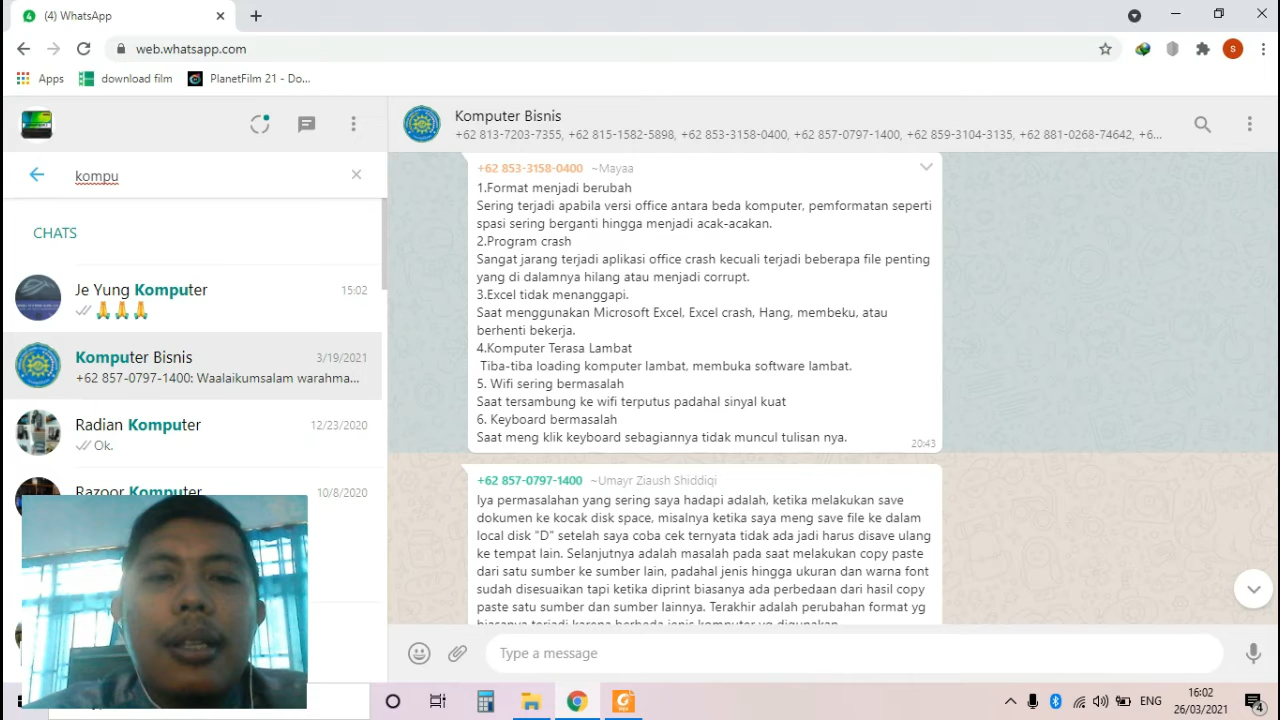 4 (4) WhatsApp
web.whatsapp.com
S
Apps
download film
PlanetFilm 21 - Do...
kompu
CHATS
Je Yung Komputer
15:02
🙏🙏🙏
Komputer Bisnis
3/19/2021
+62 857-0797-1400: Waalaikumsalam warahma...
Radian Komputer
12/23/2020
Ok.
Razoor Komputer
10/8/2020
Komputer Bisnis
+62 813-7203-7355, +62 815-1582-5898, +62 853-3158-0400, +62 857-0797-1400, +62 859-3104-3135, +62 881-0268-74642, +6...
+62 853-3158-0400 ~Mayaa
1.Format menjadi berubah
Sering terjadi apabila versi office antara beda komputer, pemformatan seperti
spasi sering berganti hingga menjadi acak-acakan.
2.Program crash
Sangat jarang terjadi aplikasi office crash kecuali terjadi beberapa file penting
yang di dalamnya hilang atau menjadi corrupt.
3.Excel tidak menanggapi.
Saat menggunakan Microsoft Excel, Excel crash, Hang, membeku, atau
berhenti bekerja.
4.Komputer Terasa Lambat
Tiba-tiba loading komputer lambat, membuka software lambat.
5. Wifi sering bermasalah
Saat tersambung ke wifi terputus padahal sinyal kuat
6. Keyboard bermasalah
Saat meng klik keyboard sebagiannya tidak muncul tulisan nya.
20:43
+62 857-0797-1400 ~Umayr Ziaush Shiddiqi
Iya permasalahan yang sering saya hadapi adalah, ketika melakukan save
dokumen ke kocak disk space, misalnya ketika saya meng save file ke dalam
local disk "D" setelah saya coba cek ternyata tidak ada jadi harus disave ulang
ke tempat lain. Selanjutnya adalah masalah pada saat melakukan copy paste
dari satu sumber ke sumber lain, padahal jenis hingga ukuran dan warna font
sudah disesuaikan tapi ketika diprint biasanya ada perbedaan dari hasil copy
paste satu sumber dan sumber lainnya. Terakhir adalah perubahan format yg
biasanya terjadi karena berbeda jenis komputer yg digunakan
Type a message
ENG
16:02
26/03/2021
4